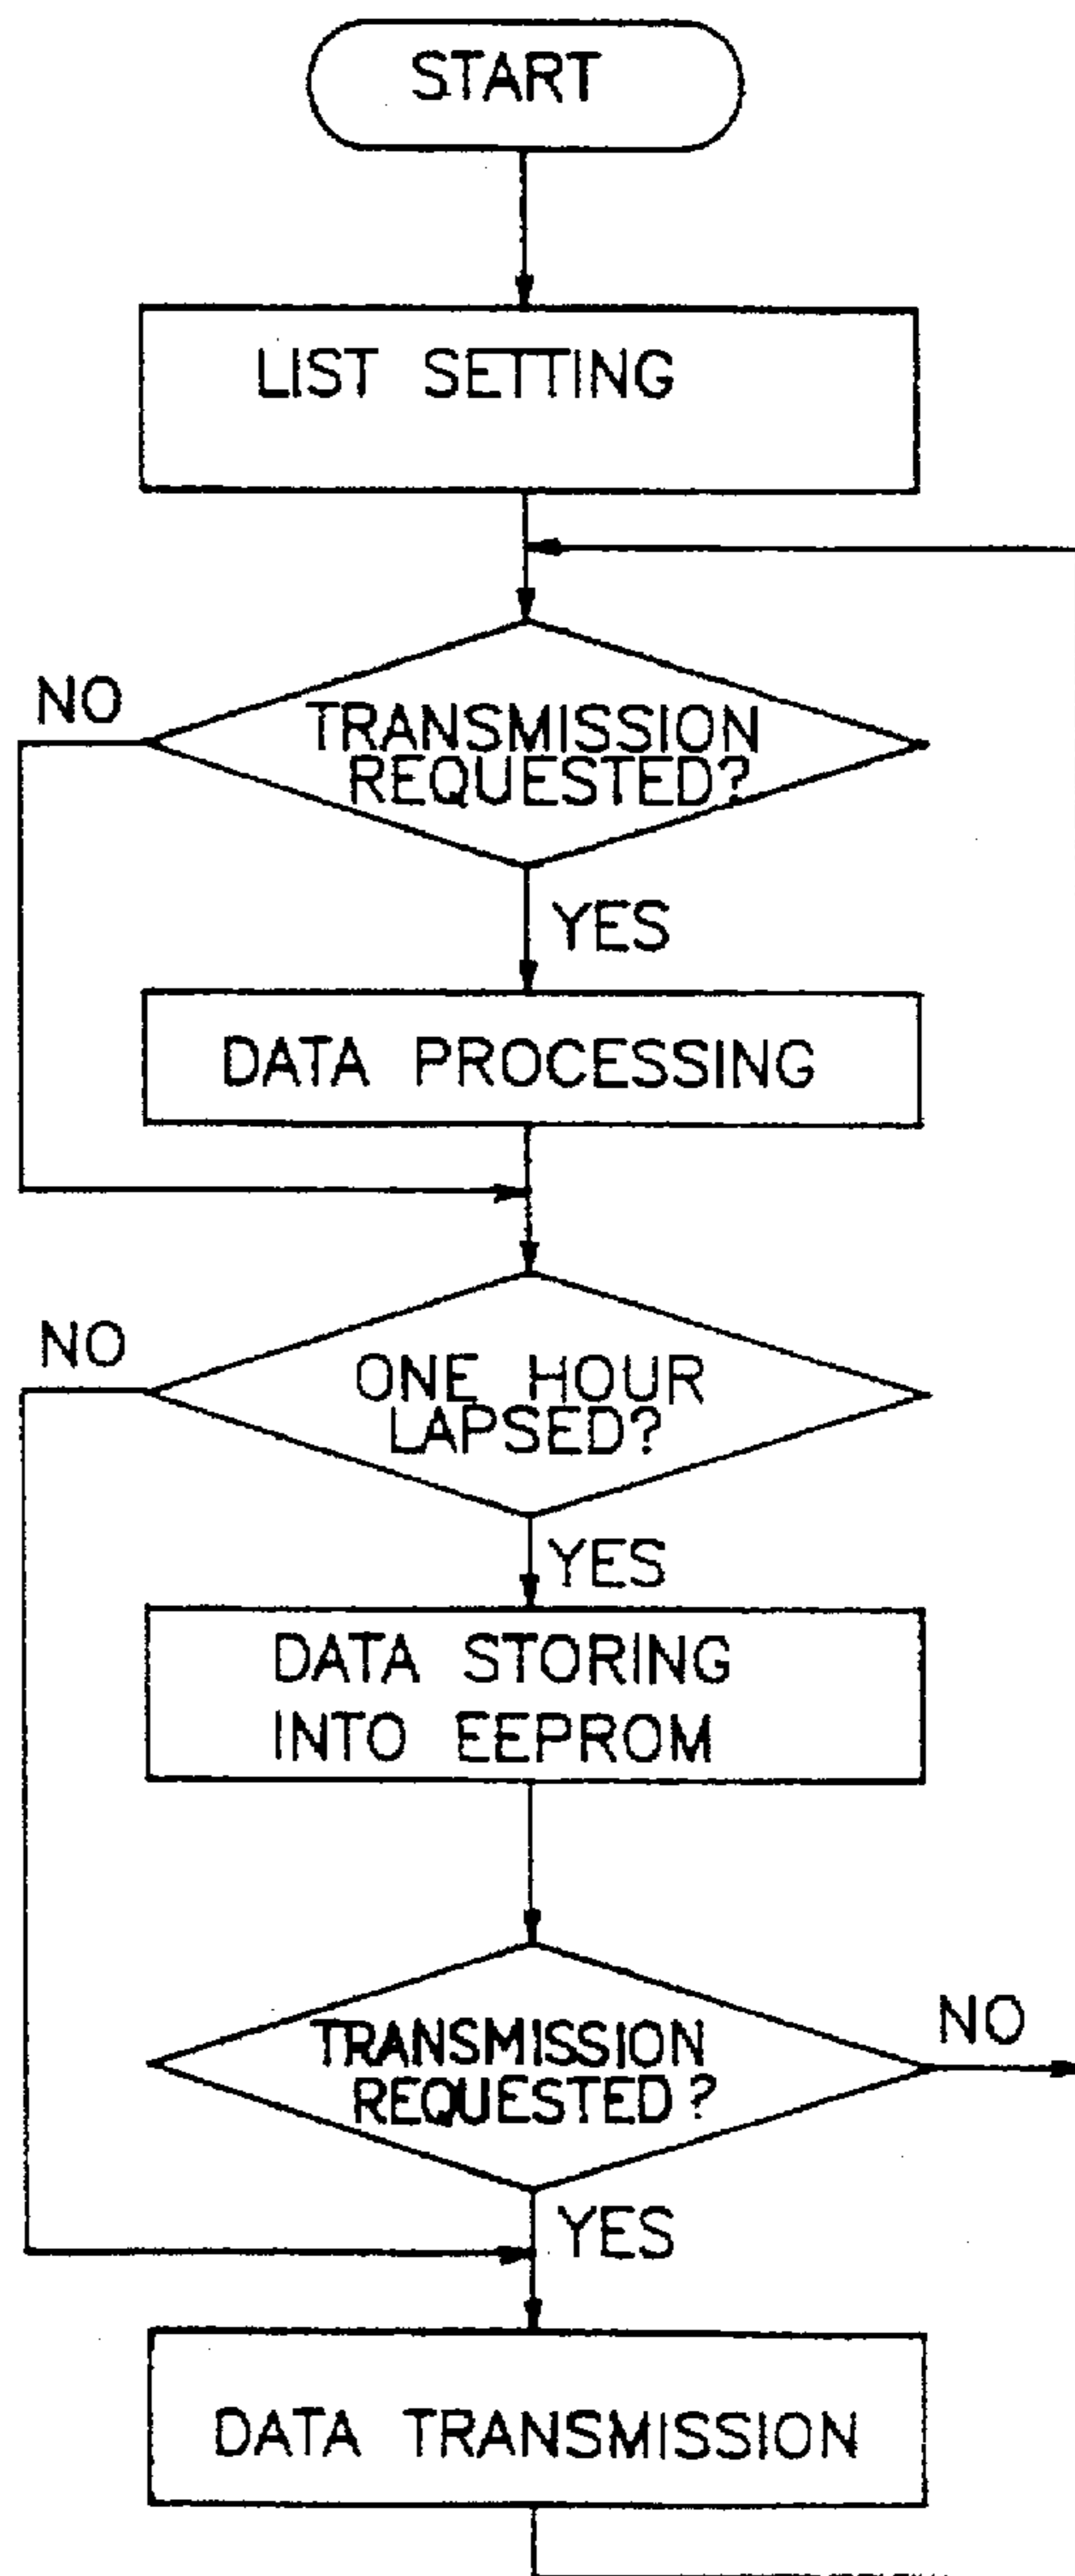 START
LIST SETTING
NO
TRANSMISSION
REQUESTED?
YES
DATA PROCESSING
NO
ONE HOUR
LAPSED?
YES
DATA STORING
INTO EEPROM
TRANSMISSION
REQUESTED?
NO
YES
DATA TRANSMISSION